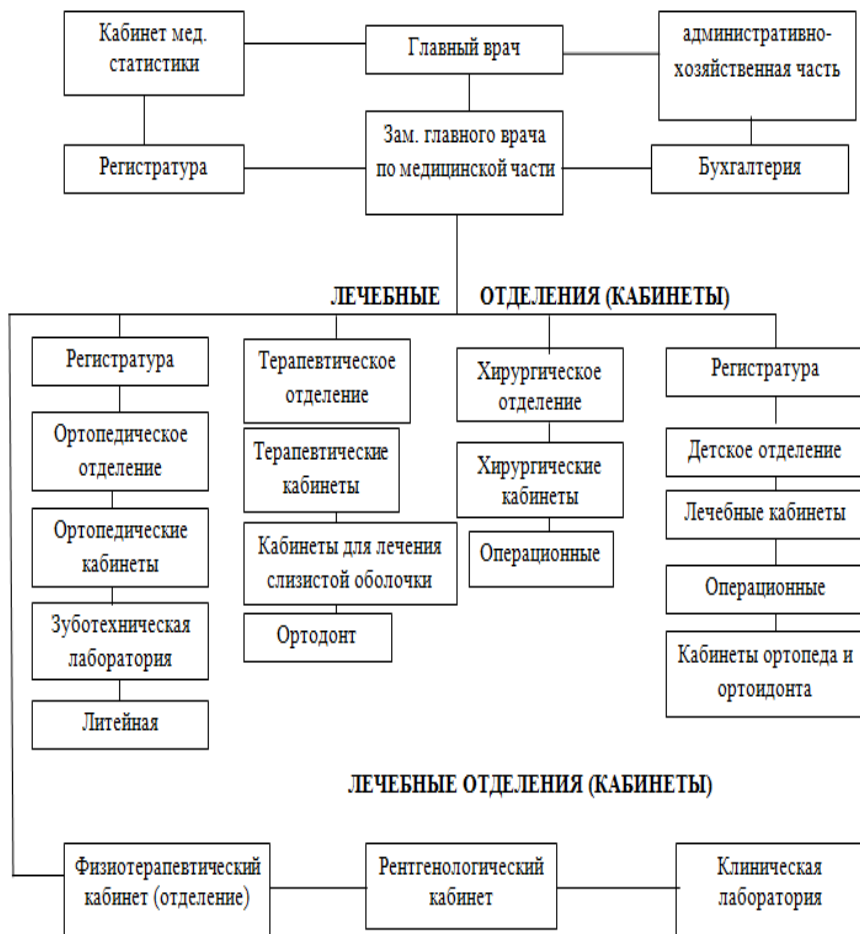 Кабинет мед.
статистики
Главный врач
административно-
хозяйственная часть
Регистратура
Зам. главного врача
по медицинской части
Бухгалтерия
ЛЕЧЕБНЫЕ ОТДЕЛЕНИЯ (КАБИНЕТЫ)
Регистратура
Ортопедическое
отделение
Ортопедические
кабинеты
Зуботехническая
лаборатория
Литейная
Терапевтическое
отделение
Терапевтические
кабинеты
Кабинеты для лечения
слизистой оболочки
Ортодонт
Хирургическое
отделение
Хирургические
кабинеты
Операционные
Регистратура
Детское отделение
Лечебные кабинеты
Операционные
Кабинеты ортопеда и
ортоидонта
ЛЕЧЕБНЫЕ ОТДЕЛЕНИЯ (КАБИНЕТЫ)
Физиотерапевтический
кабинет (отделение)
Рентгенологический
кабинет
Клиническая
лаборатория